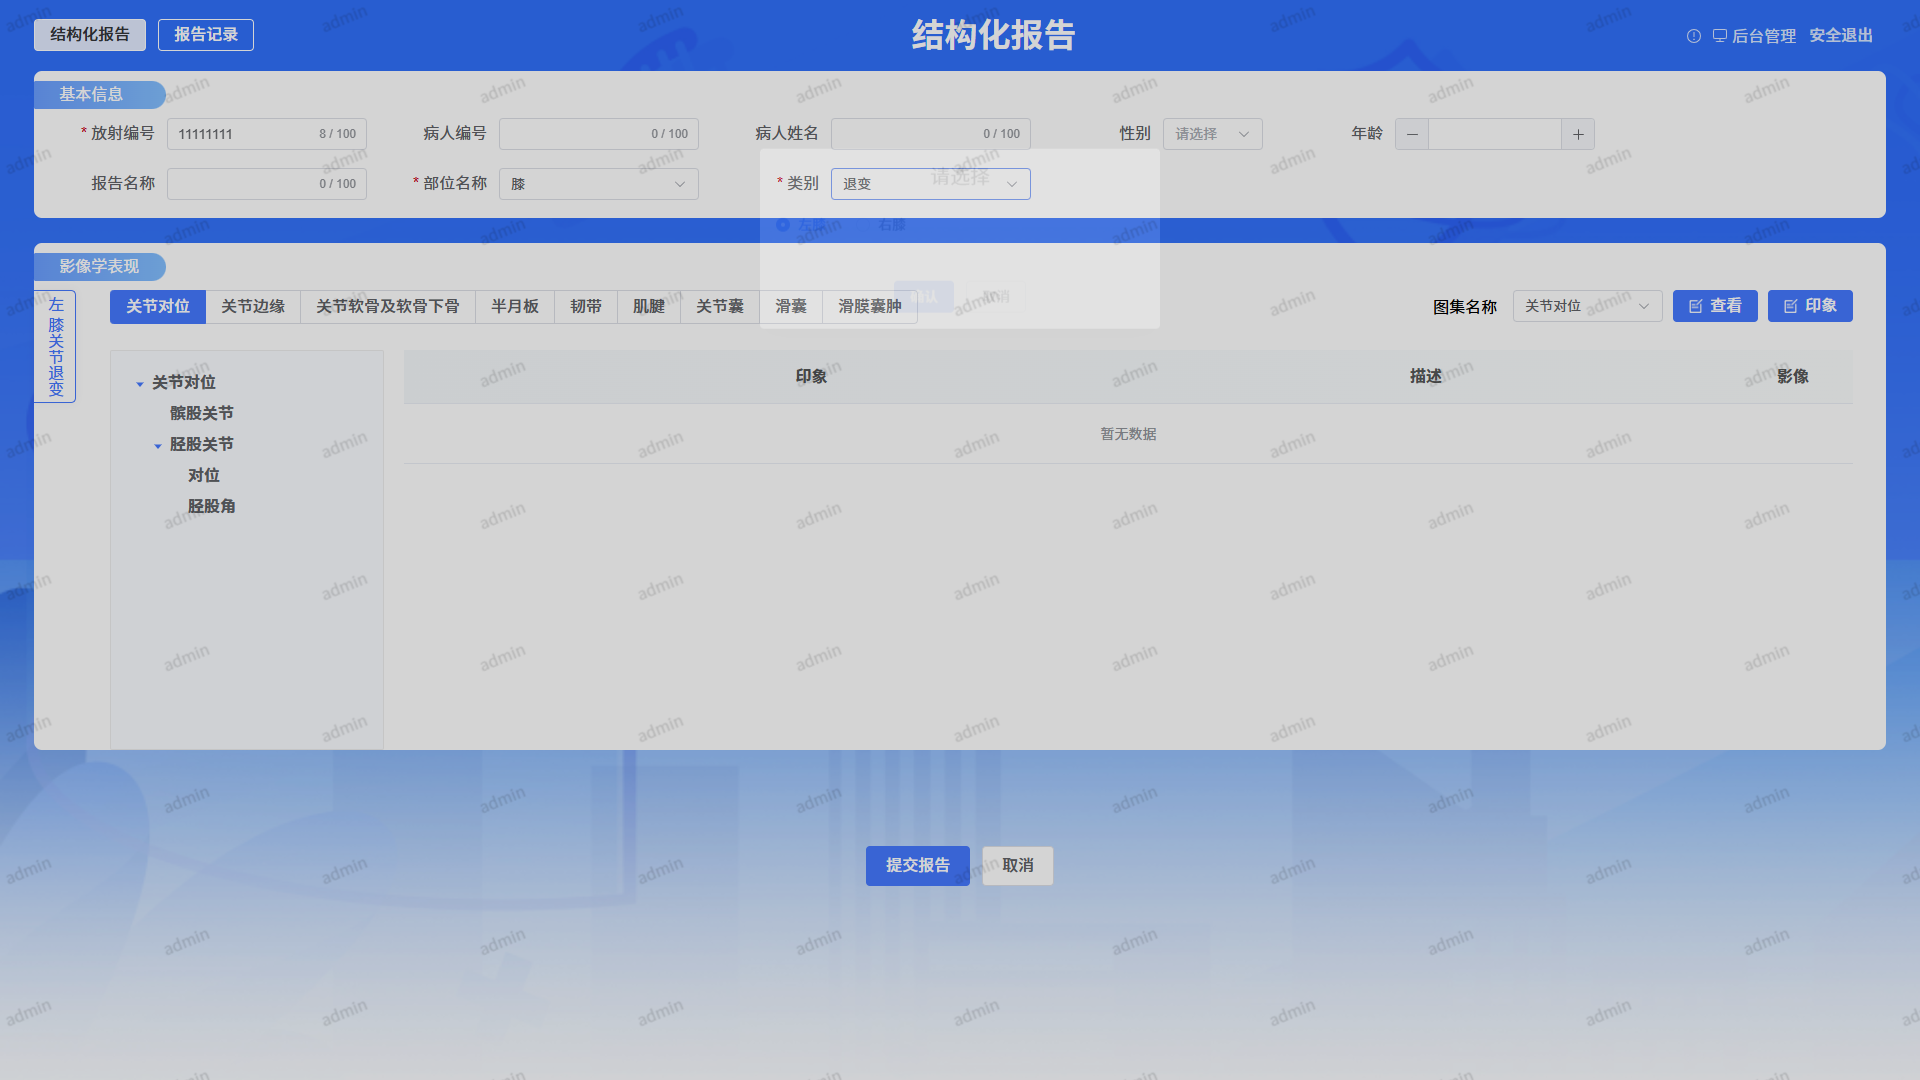 结构化报告 报告记录 结构化报告 后台管理 安全退出
基本信息
* 放射编号 11111111 8 / 100 病人编号 0 / 100 病人姓名 0 / 100 性别 请选择 年龄
报告名称 0 / 100 * 部位名称 膝 * 类别 退变
请选择
左膝 右膝
确认 取消
影像学表现
左膝关节退变
关节对位 关节边缘 关节软骨及软骨下骨 半月板 韧带 肌腱 关节囊 滑囊 滑膜囊肿 图集名称 关节对位 查看 印象
关节对位
髌股关节
胫股关节
对位
胫股角
印象 描述 影像
暂无数据
提交报告 取消
admin